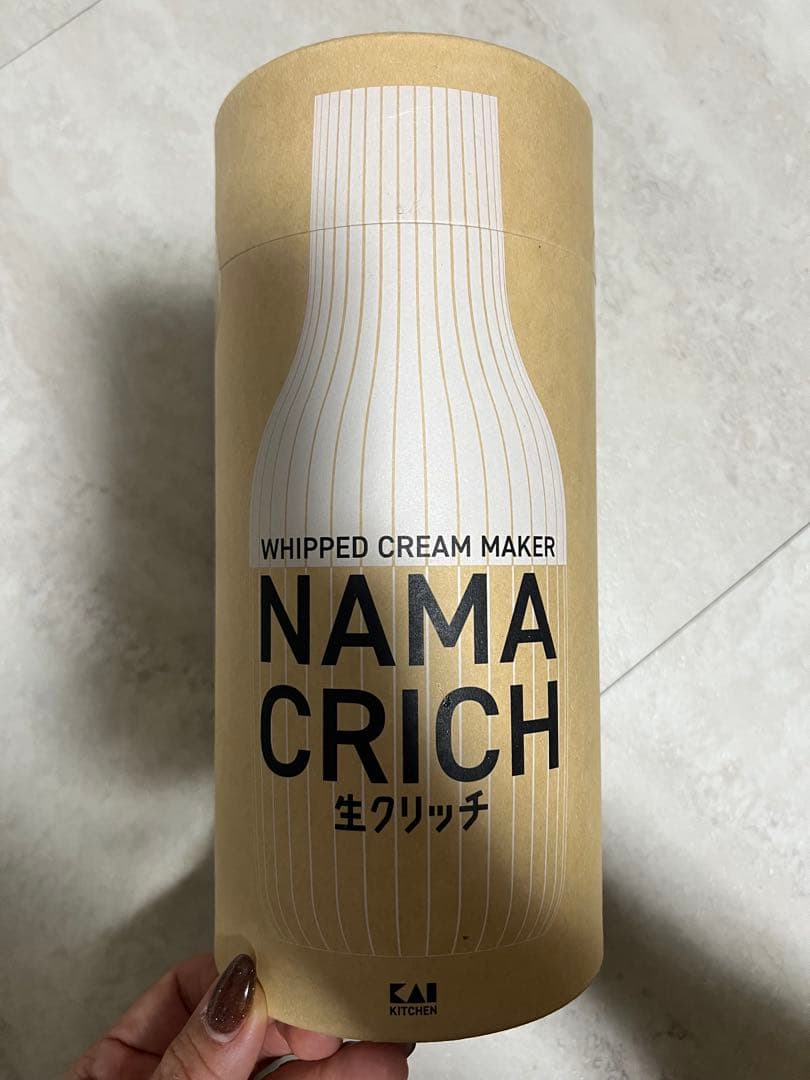 WHIPPED CREAM MAKER
NAMA
CRICH
生クリッチ
KAI
KITCHEN